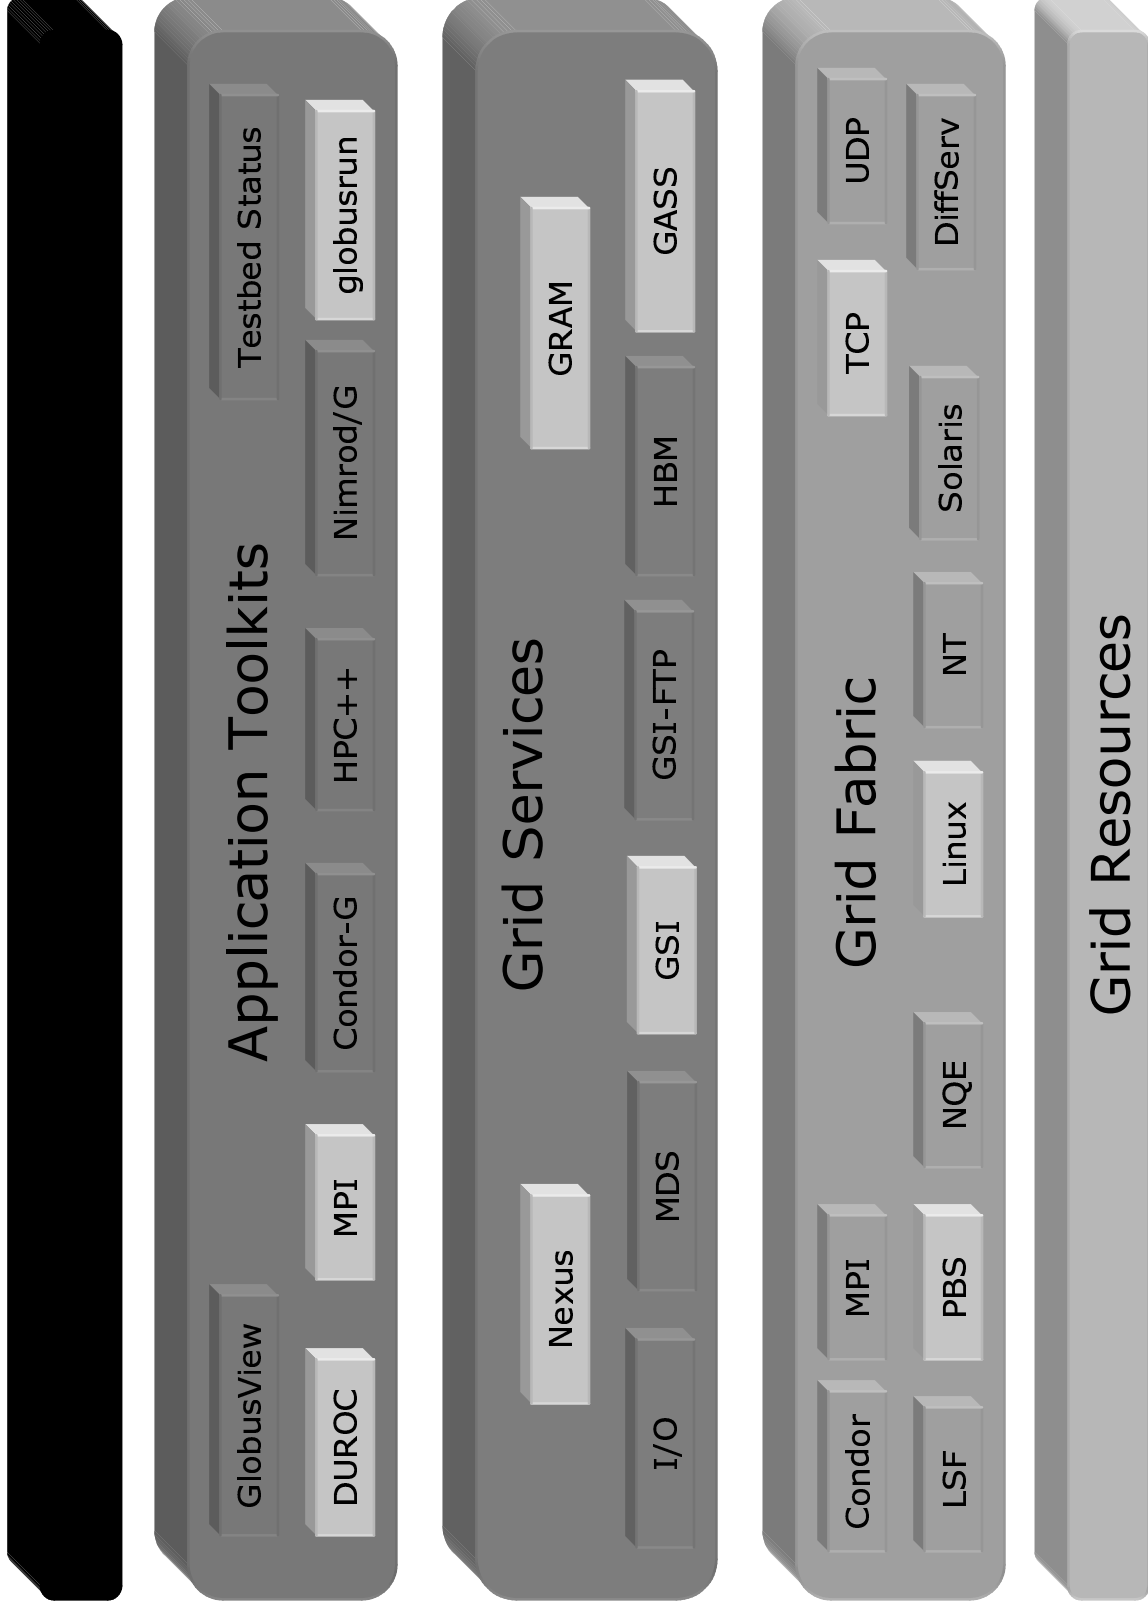 GlobusView
Testbed Status
Application Toolkits
DUROC
MPI
Condor-G
HPC++
Nimrod/G
globusrun
Grid Services
Nexus
GRAM
I/O
MDS
GSI
GSI-FTP
HBM
GASS
Grid Fabric
Condor
MPI
TCP
UDP
LSF
PBS
NQE
Linux
NT
Solaris
DiffServ
Grid Resources